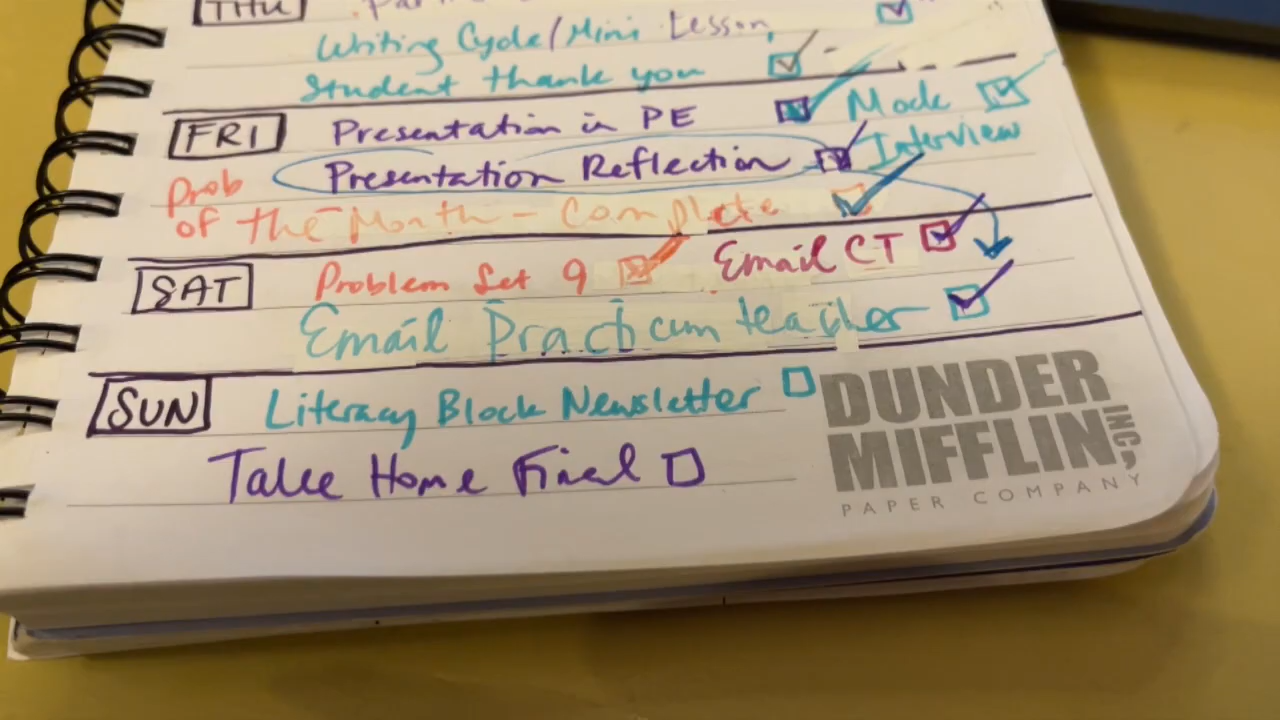 THU
Writing Cycle/Mini Lesson
Student thank you
FRI Presentation in PE Mock
Presentation Reflection Interview
Prob
of the Month - Complete
SAT Problem Set 9 Email CT
Email Practicum teacher
SUN Literacy Block Newsletter
Take Home Final
DUNDER
MIFFLIN INC,
PAPER COMPANY